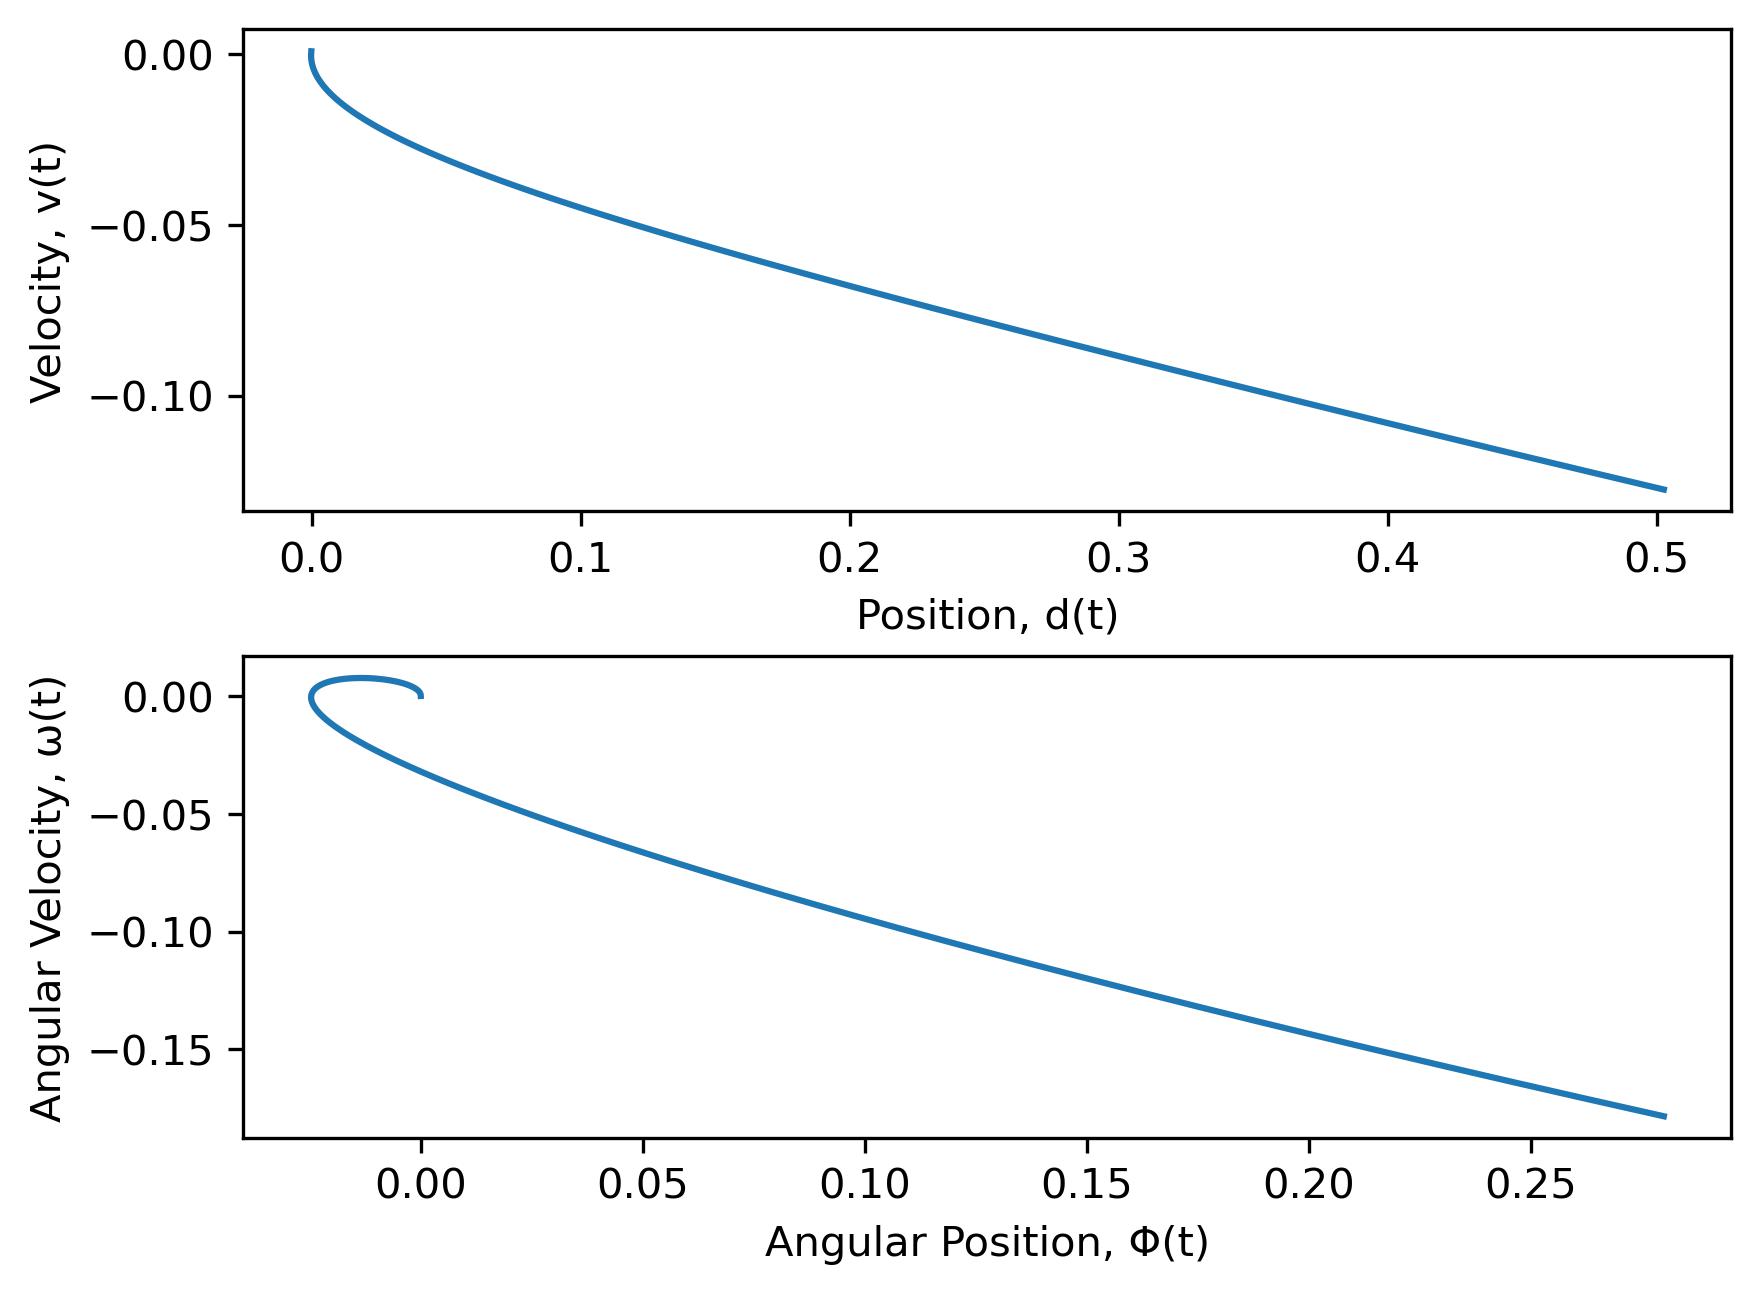 Velocity, v(t)
0.00
−0.05
−0.10
0.0 0.1 0.2 0.3 0.4 0.5
Position, d(t)
Angular Velocity, ω(t)
0.00
−0.05
−0.10
−0.15
0.00 0.05 0.10 0.15 0.20 0.25
Angular Position, Φ(t)